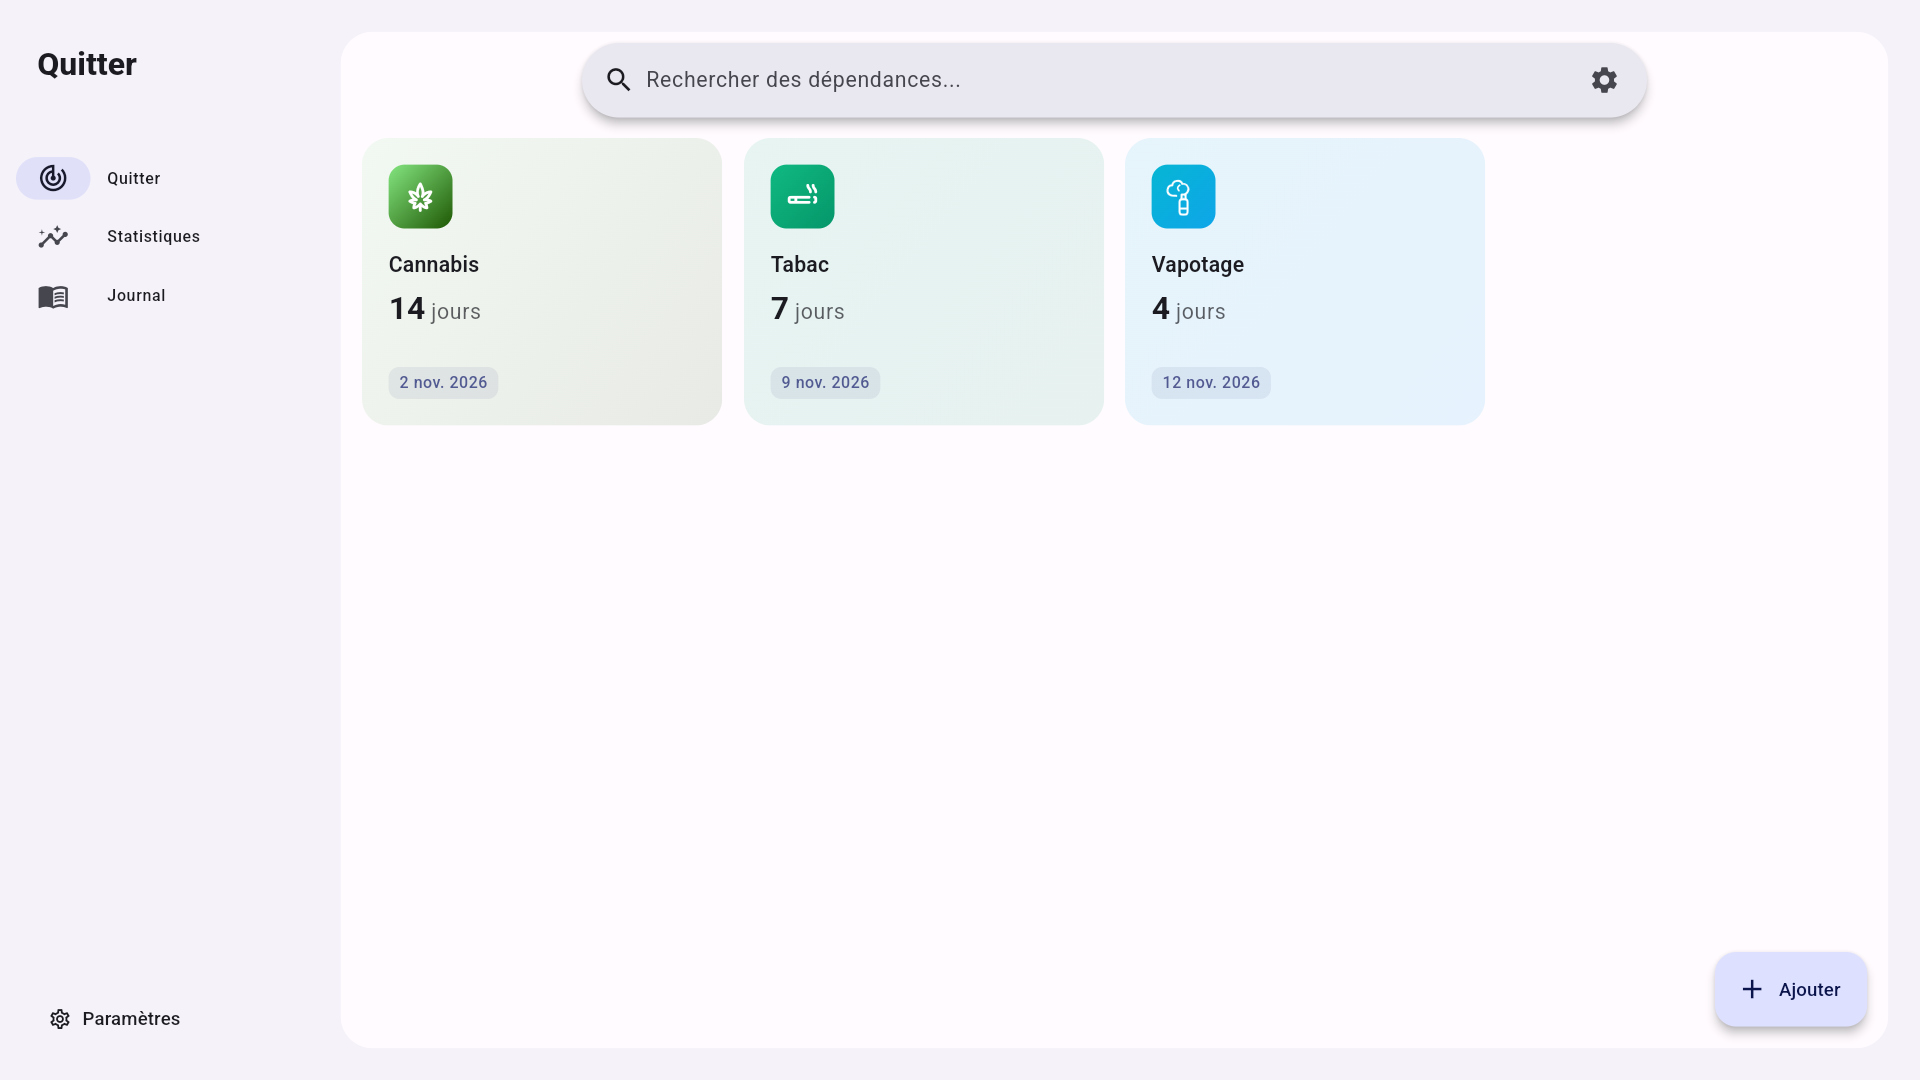 Quitter
Quitter
Statistiques
Journal
Paramètres
Rechercher des dépendances...
Cannabis
14 jours
2 nov. 2026
Tabac
7 jours
9 nov. 2026
Vapotage
4 jours
12 nov. 2026
Ajouter